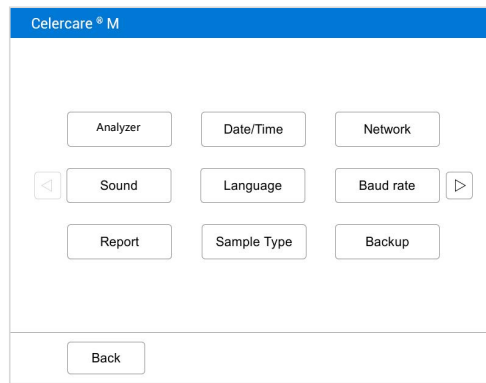 Celercare ® M
Analyzer Date/Time Network
Sound Language Baud rate
Report Sample Type Backup
Back